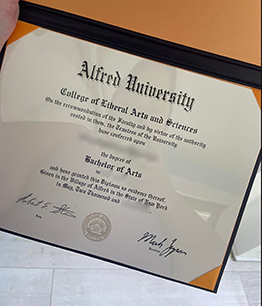 Alfred University
College of Liberal Arts and Sciences
On the recommendation of the Faculty and by virtue of the authority
vested in them, the Trustees of the University
have conferred upon
the degree of
Bachelor of Arts
and have granted this Diploma as evidence thereof.
Given in the Village of Alfred in the State of New York
in May, Two Thousand and